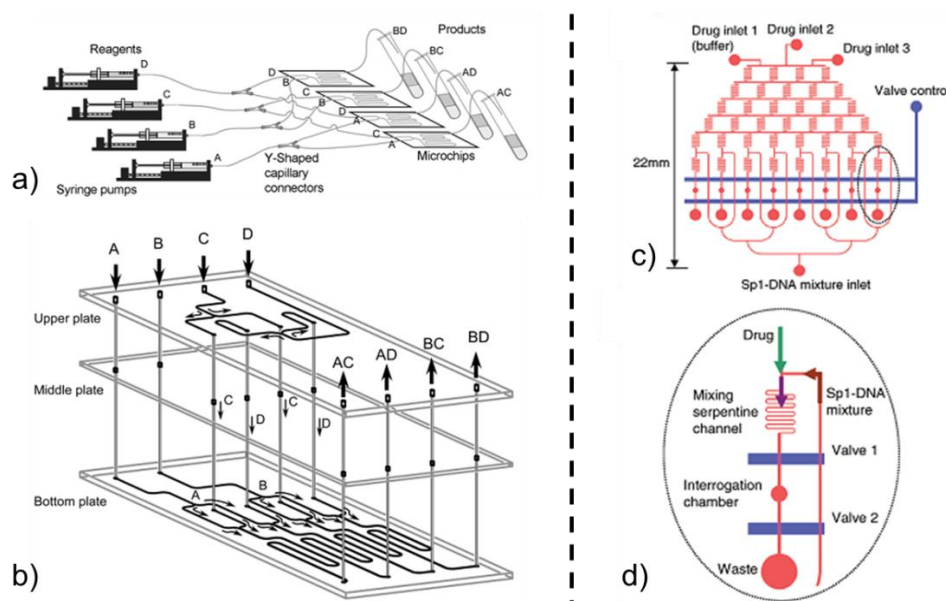 Reagents
Products
D
C
B
A
Syringe pumps
Y-Shaped
capillary
connectors
D
B
C
B
D
A
C
A
Microchips
BD
BC
AD
AC
a)
A
B
C
D
Upper plate
Middle plate
Bottom plate
C
D
C
D
A
B
AC
AD
BC
BD
b)
Drug inlet 1
(buffer)
Drug inlet 2
Drug inlet 3
Valve control
22mm
Sp1-DNA mixture inlet
c)
Drug
Mixing
serpentine
channel
Sp1-DNA
mixture
Valve 1
Interrogation
chamber
Valve 2
Waste
d)